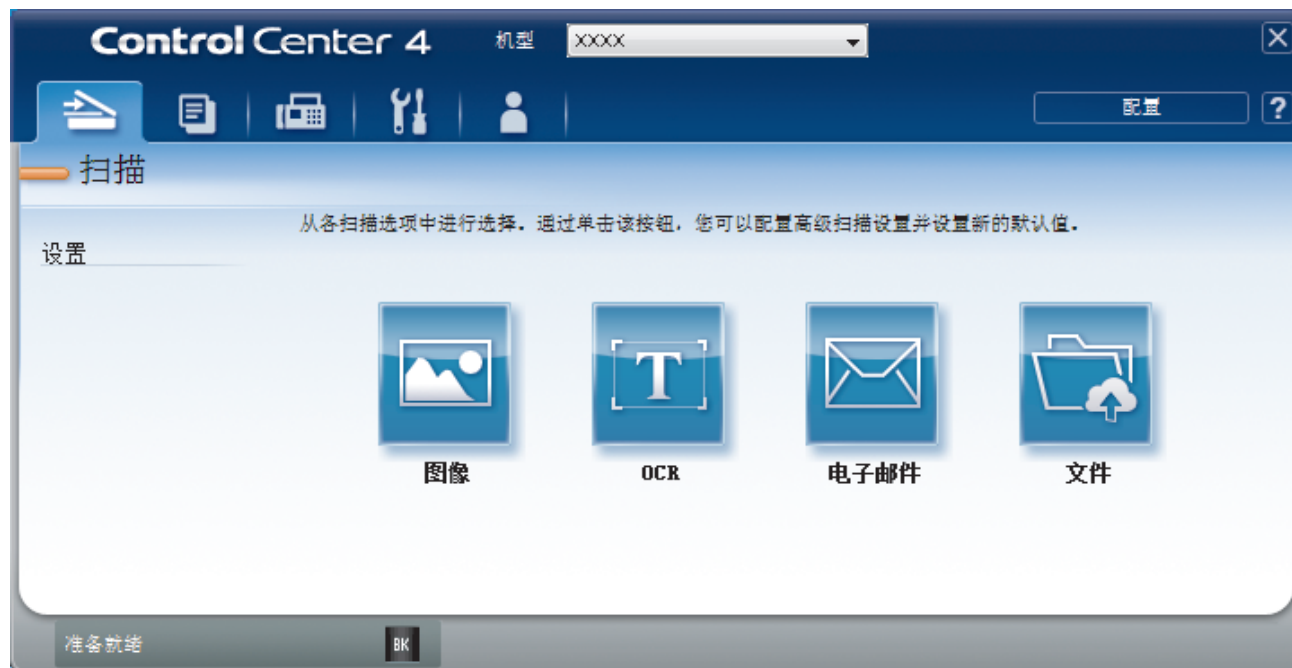 Control Center 4 机型 XXXX
配置 ?
扫描
从各扫描选项中进行选择。通过单击该按钮，您可以配置高级扫描设置并设置新的默认值。
设置
T
图像 OCR 电子邮件 文件
准备就绪 BK